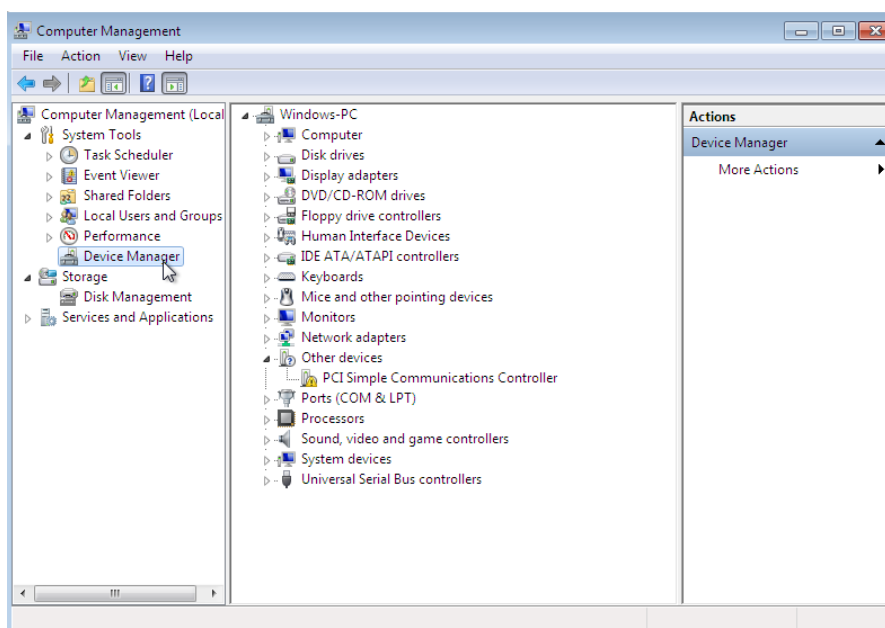 Computer Management
File Action View Help
Computer Management (Local
System Tools
Task Scheduler
Event Viewer
Shared Folders
Local Users and Groups
Performance
Device Manager
Storage
Disk Management
Services and Applications
Windows-PC
Computer
Disk drives
Display adapters
DVD/CD-ROM drives
Floppy drive controllers
Human Interface Devices
IDE ATA/ATAPI controllers
Keyboards
Mice and other pointing devices
Monitors
Network adapters
Other devices
PCI Simple Communications Controller
Ports (COM & LPT)
Processors
Sound, video and game controllers
System devices
Universal Serial Bus controllers
Actions
Device Manager
More Actions